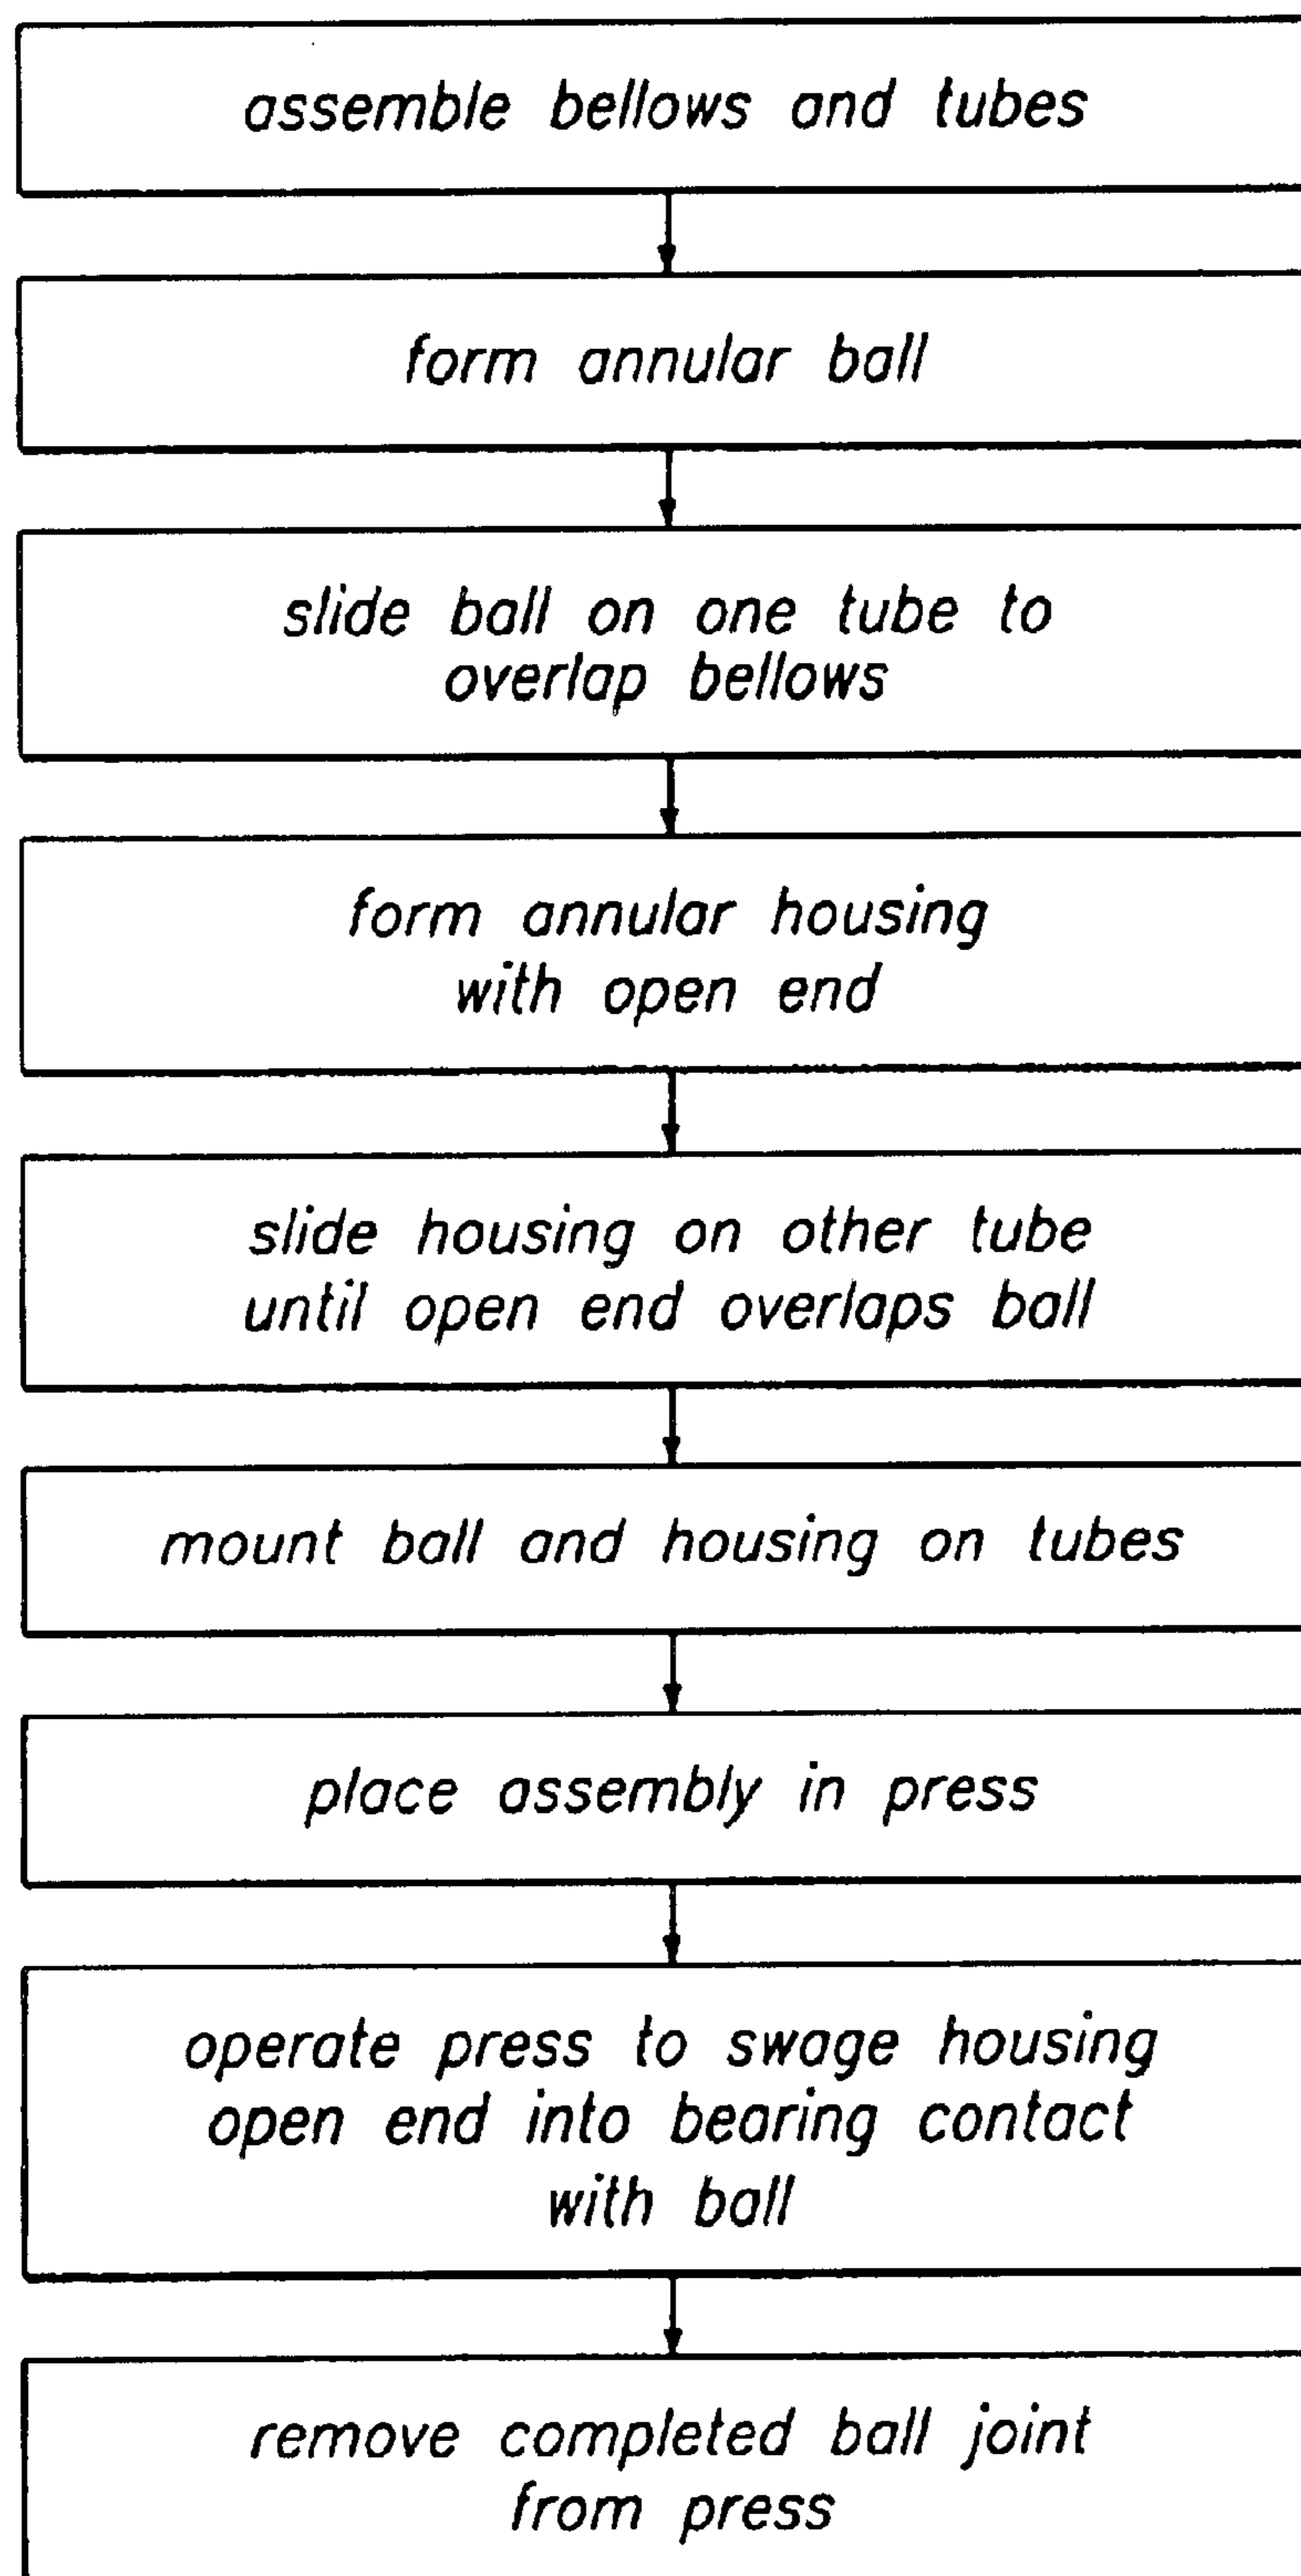 assemble bellows and tubes
form annular ball
slide ball on one tube to
overlap bellows
form annular housing
with open end
slide housing on other tube
until open end overlaps ball
mount ball and housing on tubes
place assembly in press
operate press to swage housing
open end into bearing contact
with ball
remove completed ball joint
from press